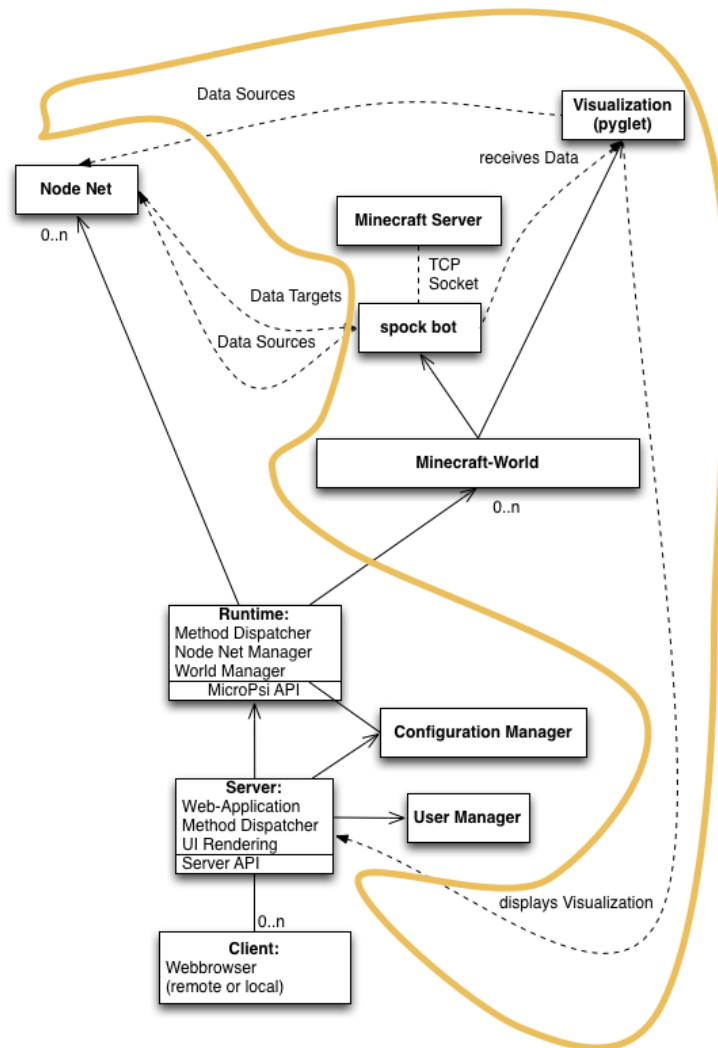 Data Sources
Visualization
(pyglet)
receives Data
Node Net
0..n
Minecraft Server
TCP
Socket
Data Targets
spock bot
Data Sources
Minecraft-World
0..n
Runtime:
Method Dispatcher
Node Net Manager
World Manager
MicroPsi API
Configuration Manager
Server:
Web-Application
Method Dispatcher
UI Rendering
Server API
User Manager
displays Visualization
0..n
Client:
Webbrowser
(remote or local)